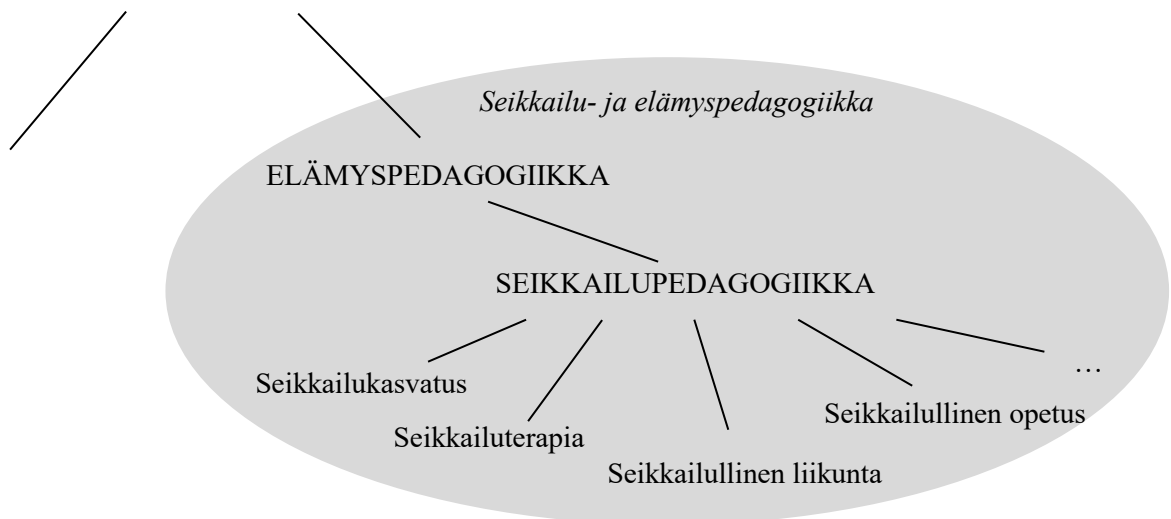 Seikkailu- ja elämyspedagogiikka
ELÄMYSPEDAGOGIIKKA
SEIKKAILUPEDAGOGIIKKA
Seikkailukasvatus
Seikkailuterapia
Seikkailullinen liikunta
Seikkailullinen opetus
…